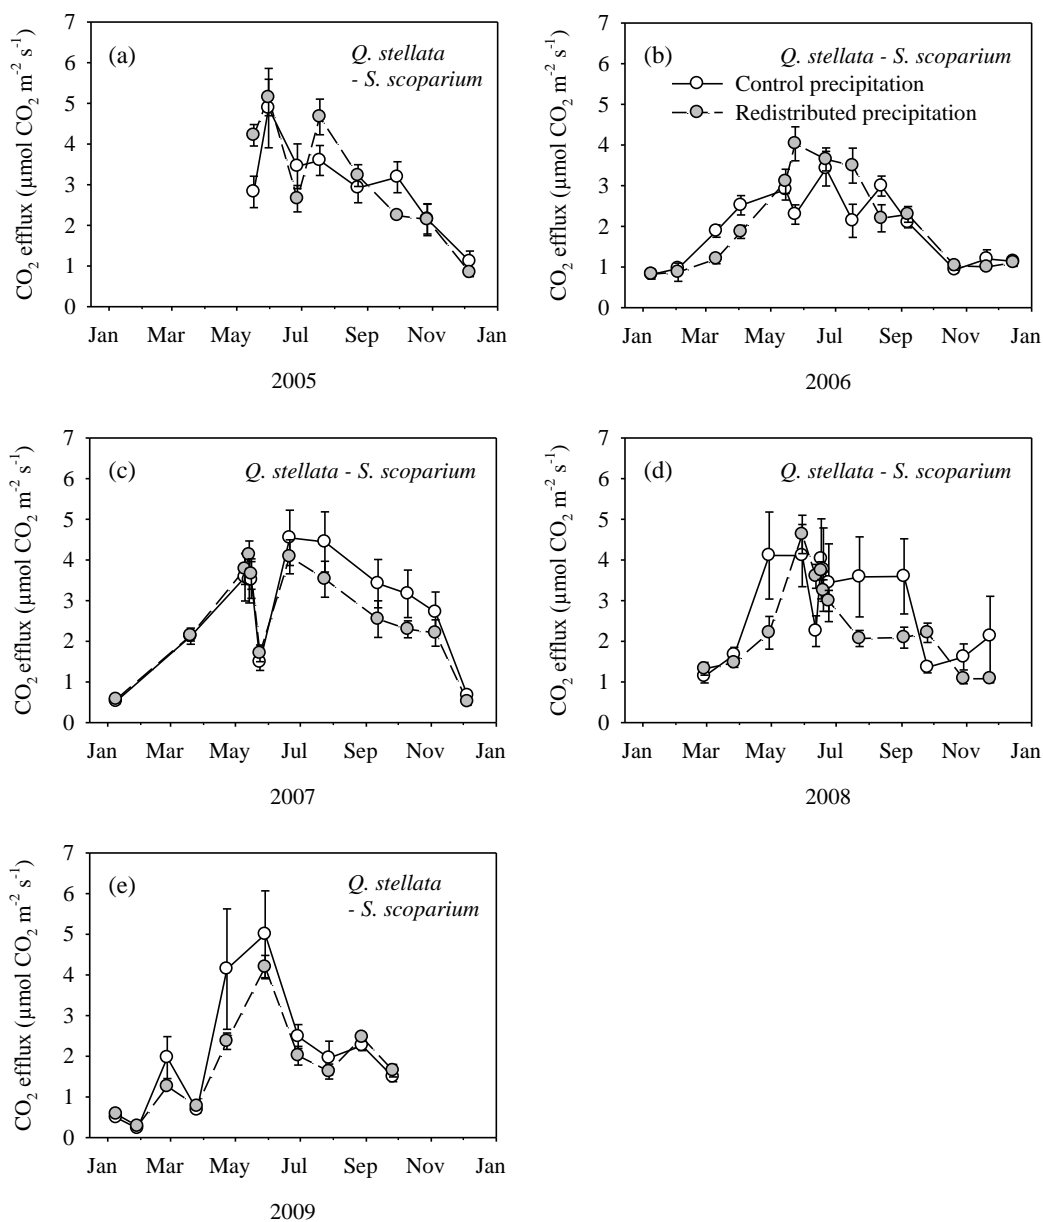 (a)
Q. stellata
- S. scoparium
CO2 efflux (µmol CO2 m-2 s-1)
7
6
5
4
3
2
1
0
Jan Mar May Jul Sep Nov Jan
2005
(b)
Q. stellata - S. scoparium
Control precipitation
Redistributed precipitation
CO2 efflux (µmol CO2 m-2 s-1)
7
6
5
4
3
2
1
0
Jan Mar May Jul Sep Nov Jan
2006
(c)
Q. stellata - S. scoparium
CO2 efflux (µmol CO2 m-2 s-1)
7
6
5
4
3
2
1
0
Jan Mar May Jul Sep Nov Jan
2007
(d)
Q. stellata - S. scoparium
CO2 efflux (µmol CO2 m-2 s-1)
7
6
5
4
3
2
1
0
Jan Mar May Jul Sep Nov Jan
2008
(e)
Q. stellata
- S. scoparium
CO2 efflux (µmol CO2 m-2 s-1)
7
6
5
4
3
2
1
0
Jan Mar May Jul Sep Nov Jan
2009